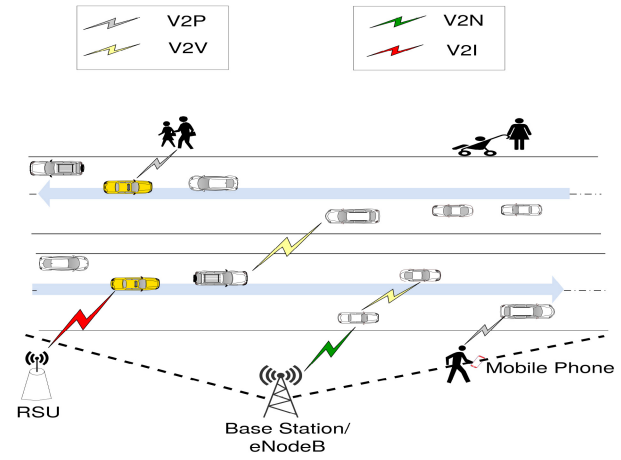 V2P
V2V
V2N
V2I
Mobile Phone
RSU
Base Station/
eNodeB